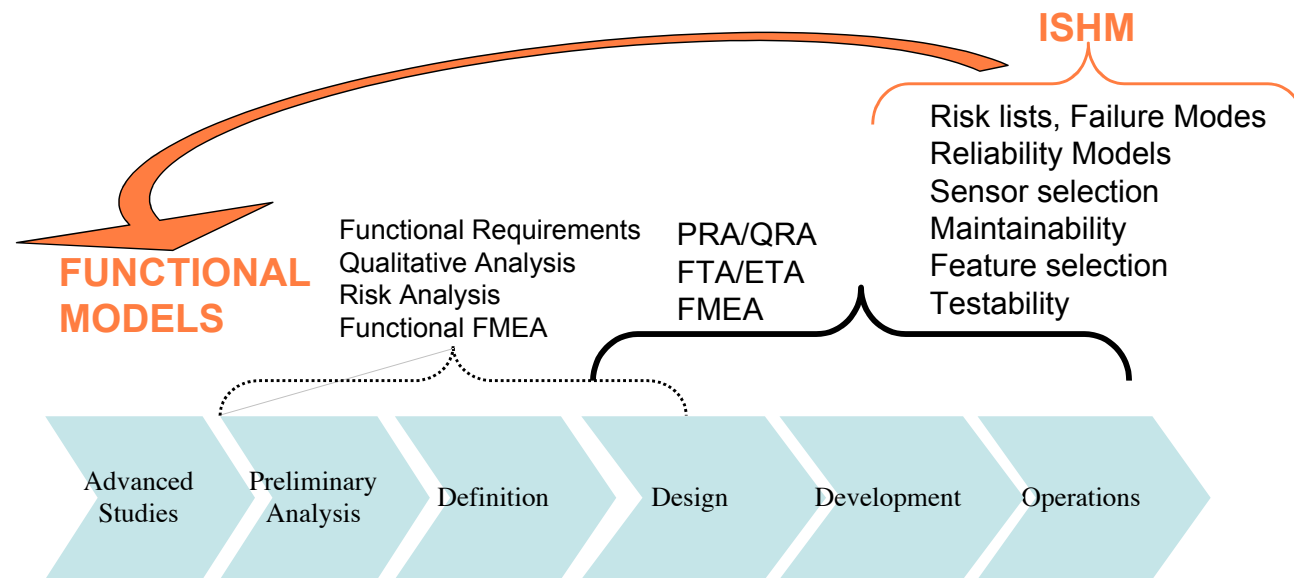 ISHM
Risk lists, Failure Modes
Reliability Models
Sensor selection
Maintainability
Feature selection
Testability
FUNCTIONAL
MODELS
Functional Requirements
Qualitative Analysis
Risk Analysis
Functional FMEA
PRA/QRA
FTA/ETA
FMEA
Advanced
Studies
Preliminary
Analysis
Definition
Design
Development
Operations